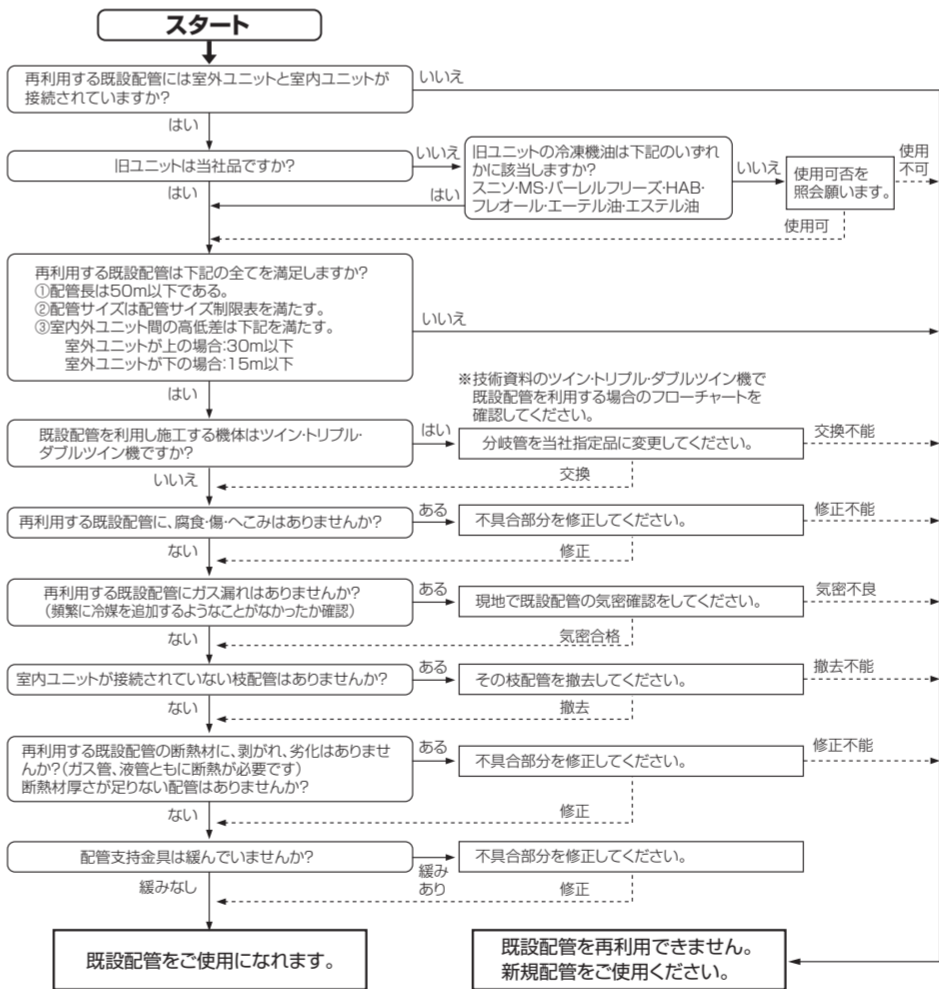 スタート
再利用する既設配管には室外ユニットと室内ユニットが
接続されていますか?
いいえ
はい
旧ユニットは当社品ですか?
いいえ
はい
旧ユニットの冷凍機油は下記のいずれ
かに該当しますか?
スニソ・MS・バーレルフリーズ・HAB・
フレオール・エーテル油・エステル油
はい
いいえ
使用可否を
照会願います。
使用
不可
使用可
再利用する既設配管は下記の全てを満足しますか?
①配管長は50m以下である。
②配管サイズは配管サイズ制限表を満たす。
③室内外ユニット間の高低差は下記を満たす。
室外ユニットが上の場合:30m以下
室外ユニットが下の場合:15m以下
いいえ
はい
※技術資料のツイン・トリプル・ダブルツイン機で
既設配管を利用する場合のフローチャートを
確認してください。
既設配管を利用し施工する機体はツイン・トリプル・
ダブルツイン機ですか?
はい
分岐管を当社指定品に変更してください。
交換不能
交換
いいえ
再利用する既設配管に、腐食・傷・へこみはありませんか?
ある
不具合部分を修正してください。
修正不能
修正
ない
再利用する既設配管にガス漏れはありませんか?
(頻繁に冷媒を追加するようなことがなかったか確認)
ある
現地で既設配管の気密確認をしてください。
気密不良
気密合格
ない
室内ユニットが接続されていない枝配管はありませんか?
ある
その枝配管を撤去してください。
撤去不能
撤去
ない
再利用する既設配管の断熱材に、剥がれ、劣化はありませ
んか?(ガス管、液管ともに断熱が必要です)
断熱材厚さが足りない配管はありませんか?
ある
不具合部分を修正してください。
修正不能
修正
ない
配管支持金具は緩んでいませんか?
緩み
あり
不具合部分を修正してください。
修正
緩みなし
既設配管をご使用になれます。
既設配管を再利用できません。
新規配管をご使用ください。